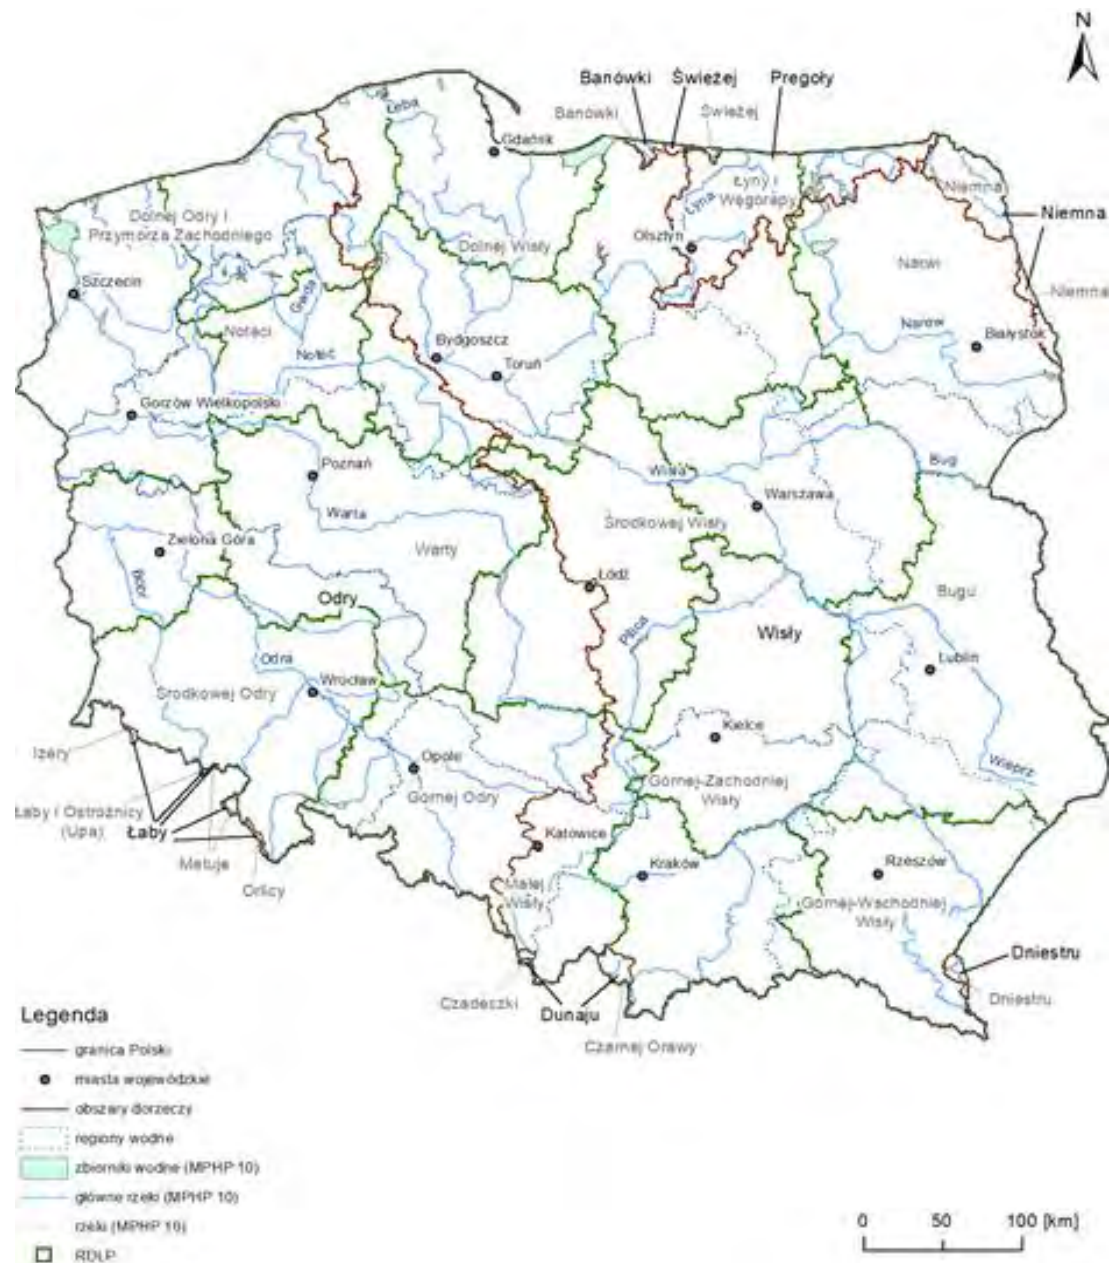 N
Banówki Świeżej Pregoły
Banówki Świeżej
Łeba
Gdańsk
Łyny i
Węgorapy
Niemna
Niemna
Łyna
Olsztyn
Dolnej Odry i
Przymorza Zachodniego
Dolnej Wisły
Narwi
Niemna
Szczecin
Gwda
Noteci
Narew
Białystok
Bydgoszcz
Noteć
Toruń
Gorzów Wielkopolski
Poznań
Wisła
Bug
Warta
Warszawa
Środkowej Wisły
Zielona Góra
Warty
Bóbr
Łódź
Bugu
Odry
Pilica
Wisły
Odra
Lublin
Środkowej Odry
Wrocław
Kielce
Izery
Opole
Wieprz
Górnej-Zachodniej
Wisły
Górnej Odry
Łaby i Ostróżnicy
(Upa)
Łaby
Katowice
Metuje
Kraków
Rzeszów
Orlicy
Małej
Wisły
Górnej-Wschodniej
Wisły
Dniestru
Czadeczki
Dunaju
Dniestru
Czarnej Orawy
Legenda
granica Polski
miasta wojewódzkie
obszary dorzeczy
regiony wodne
zbiorniki wodne (MPHP 10)
główne rzeki (MPHP 10)
rzeki (MPHP 10)
RDLP
0 50 100 [km]